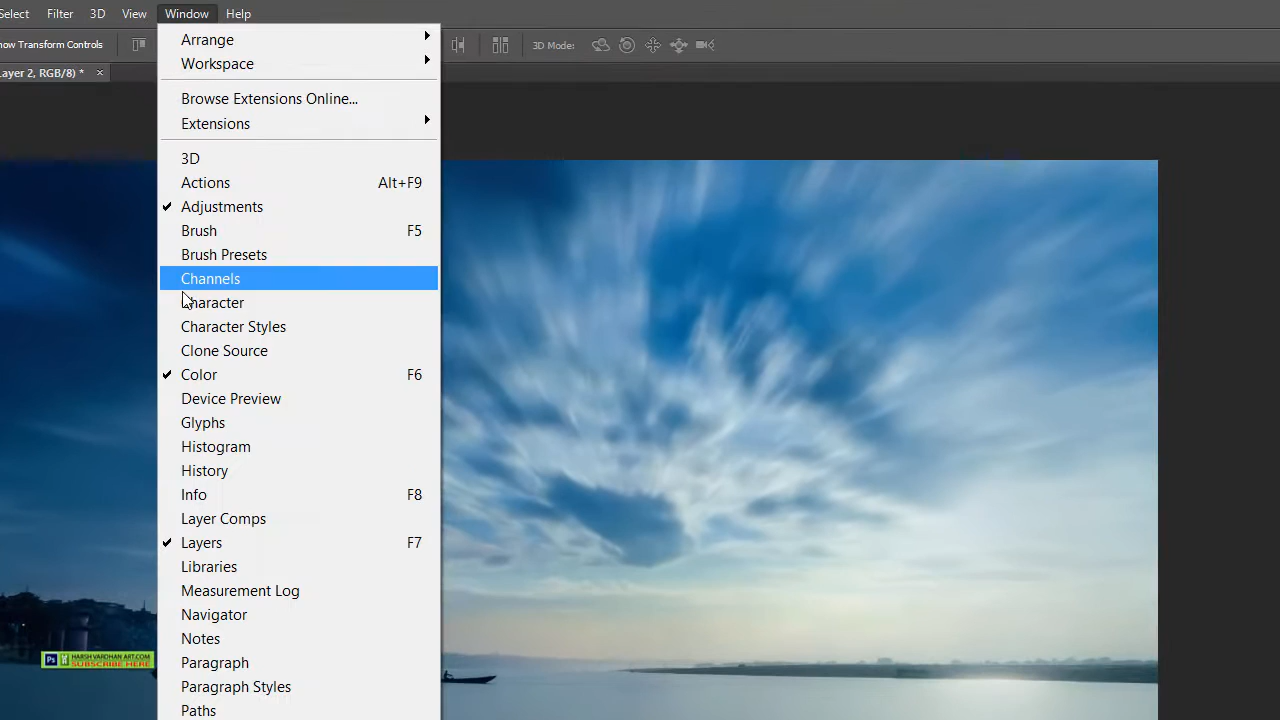 Select Filter 3D View Window Help
how Transform Controls
3D Mode:
ayer 2, RGB/8) * ×
Arrange
Workspace
Browse Extensions Online...
Extensions
3D
Actions Alt+F9
Adjustments
Brush F5
Brush Presets
Channels
Character
Character Styles
Clone Source
Color F6
Device Preview
Glyphs
Histogram
History
Info F8
Layer Comps
Layers F7
Libraries
Measurement Log
Navigator
Notes
Paragraph
Paragraph Styles
Paths
Ps
HARSH VARDHAN ART.COM
SUBSCRIBE HERE